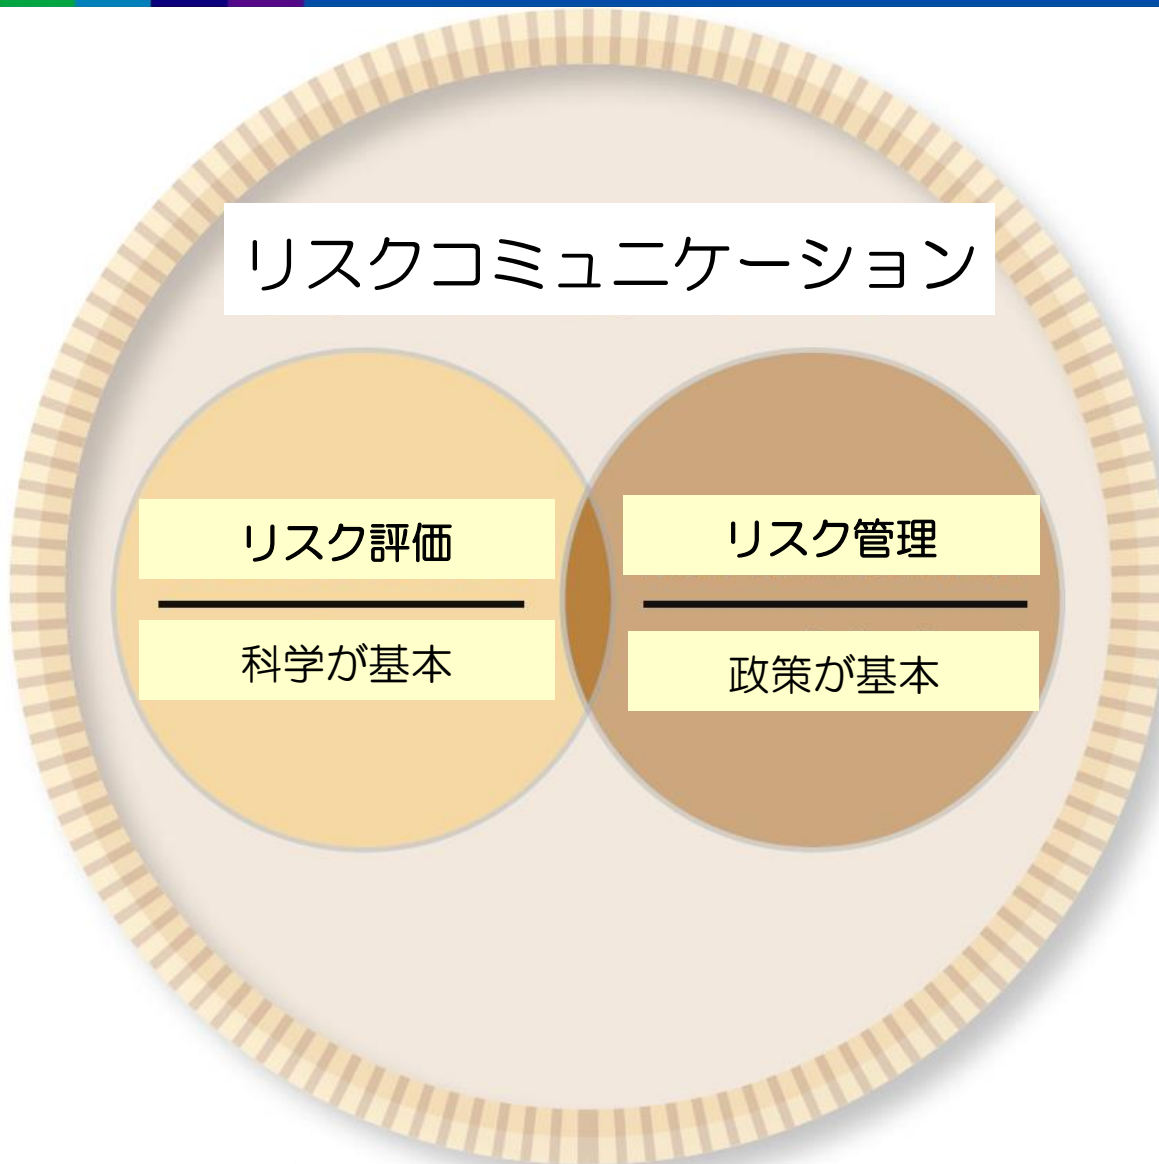 リスクコミュニケーション
リスク評価
科学が基本
リスク管理
政策が基本